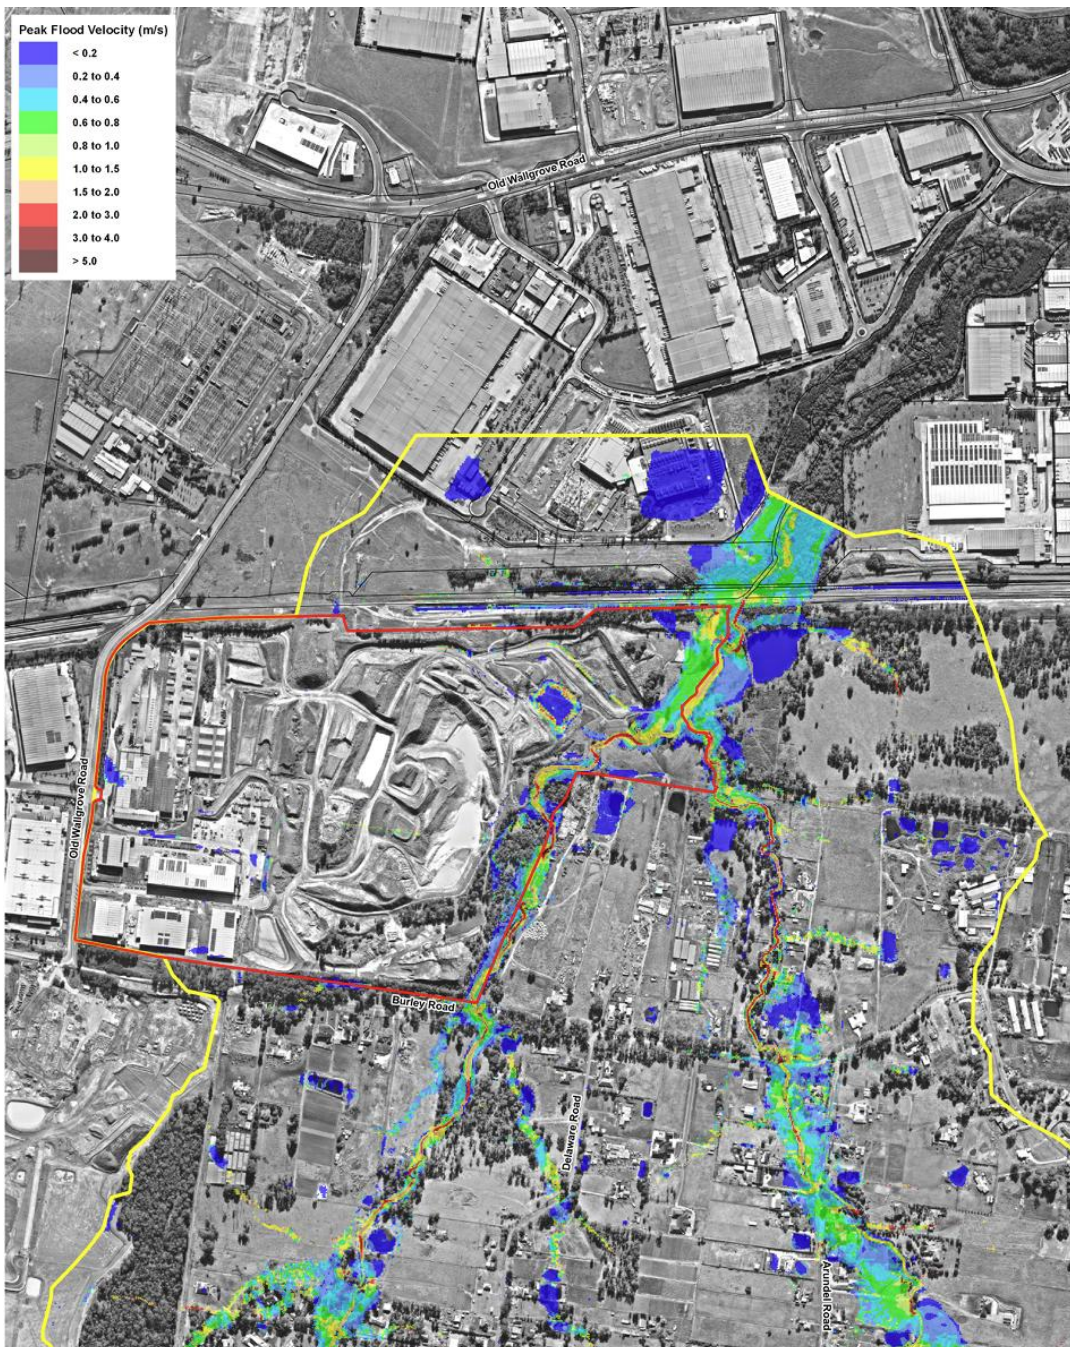 Peak Flood Velocity (m/s)
< 0.2
0.2 to 0.4
0.4 to 0.6
0.6 to 0.8
0.8 to 1.0
1.0 to 1.5
1.5 to 2.0
2.0 to 3.0
3.0 to 4.0
> 5.0
Old Wallgrove Road
Old Wallgrove Road
Burley Road
Delaware Road
Arundel Road